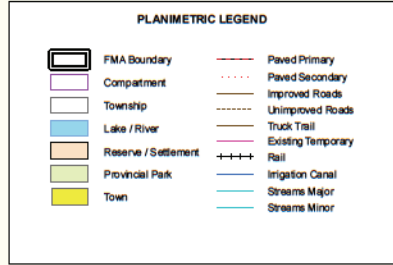 PLANIMETRIC LEGEND
FMA Boundary
Compartment
Township
Lake / River
Reserve / Settlement
Provincial Park
Town
Paved Primary
Paved Secondary
Improved Roads
Unimproved Roads
Truck Trail
Existing Temporary
Rail
Irrigation Canal
Streams Major
Streams Minor